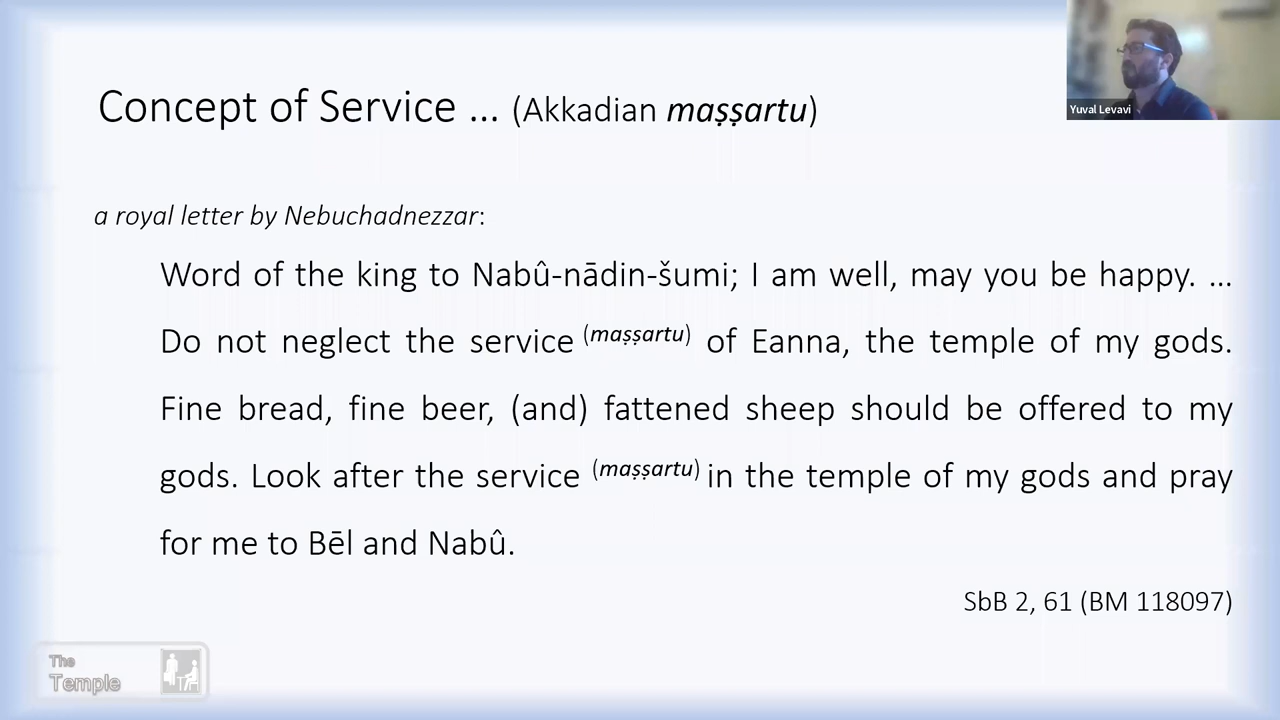 Yuval Levavi
Concept of Service ... (Akkadian maṣṣartu)
a royal letter by Nebuchadnezzar:
Word of the king to Nabû-nādin-šumi; I am well, may you be happy. ...
Do not neglect the service (maṣṣartu) of Eanna, the temple of my gods.
Fine bread, fine beer, (and) fattened sheep should be offered to my
gods. Look after the service (maṣṣartu) in the temple of my gods and pray
for me to Bēl and Nabû.
SbB 2, 61 (BM 118097)
The
Temple